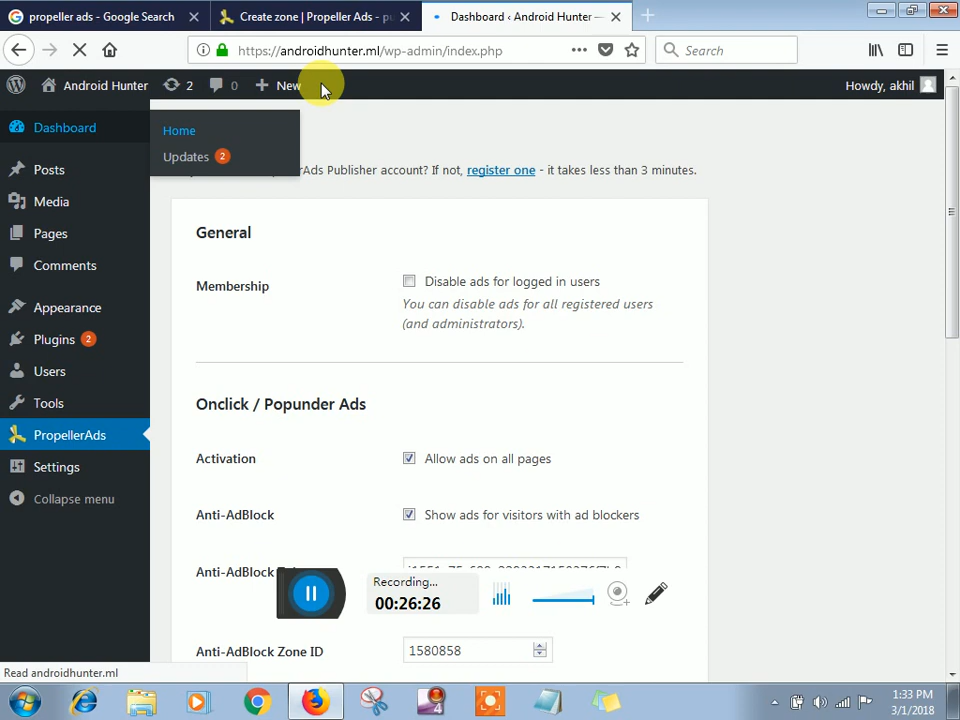 propeller ads - Google Search
Create zone | Propeller Ads - pu
Dashboard ‹ Android Hunter —
https://androidhunter.ml/wp-admin/index.php
Search
Android Hunter
2
0
New
Howdy, akhil
Dashboard
Home
Updates 2
Posts
Media
Pages
Comments
Appearance
Plugins 2
Users
Tools
PropellerAds
Settings
Collapse menu
Ads Publisher account? If not, register one - it takes less than 3 minutes.
General
Membership
Disable ads for logged in users
You can disable ads for all registered users
(and administrators).
Onclick / Popunder Ads
Activation
Allow ads on all pages
Anti-AdBlock
Show ads for visitors with ad blockers
Anti-AdBlock
Recording...
00:26:26
Anti-AdBlock Zone ID
1580858
Read androidhunter.ml
4
1:33 PM
3/1/2018